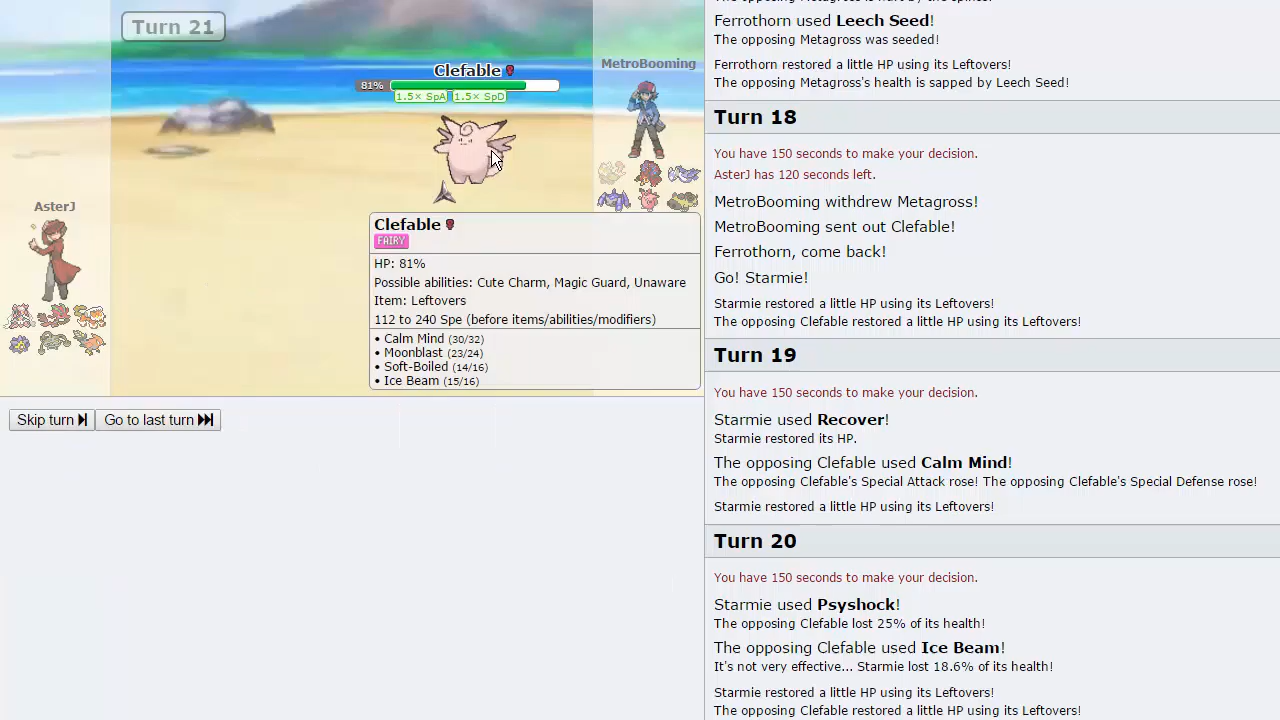 Turn 21
Clefable
81%
1.5× SpA 1.5× SpD
MetroBooming
AsterJ
Clefable
FAIRY
HP: 81%
Possible abilities: Cute Charm, Magic Guard, Unaware
Item: Leftovers
112 to 240 Spe (before items/abilities/modifiers)
• Calm Mind (30/32)
• Moonblast (23/24)
• Soft-Boiled (14/16)
• Ice Beam (15/16)
Skip turn Go to last turn
Ferrothorn used Leech Seed!
The opposing Metagross was seeded!
Ferrothorn restored a little HP using its Leftovers!
The opposing Metagross's health is sapped by Leech Seed!
Turn 18
You have 150 seconds to make your decision.
AsterJ has 120 seconds left.
MetroBooming withdrew Metagross!
MetroBooming sent out Clefable!
Ferrothorn, come back!
Go! Starmie!
Starmie restored a little HP using its Leftovers!
The opposing Clefable restored a little HP using its Leftovers!
Turn 19
You have 150 seconds to make your decision.
Starmie used Recover!
Starmie restored its HP.
The opposing Clefable used Calm Mind!
The opposing Clefable's Special Attack rose! The opposing Clefable's Special Defense rose!
Starmie restored a little HP using its Leftovers!
Turn 20
You have 150 seconds to make your decision.
Starmie used Psyshock!
The opposing Clefable lost 25% of its health!
The opposing Clefable used Ice Beam!
It's not very effective... Starmie lost 18.6% of its health!
Starmie restored a little HP using its Leftovers!
The opposing Clefable restored a little HP using its Leftovers!